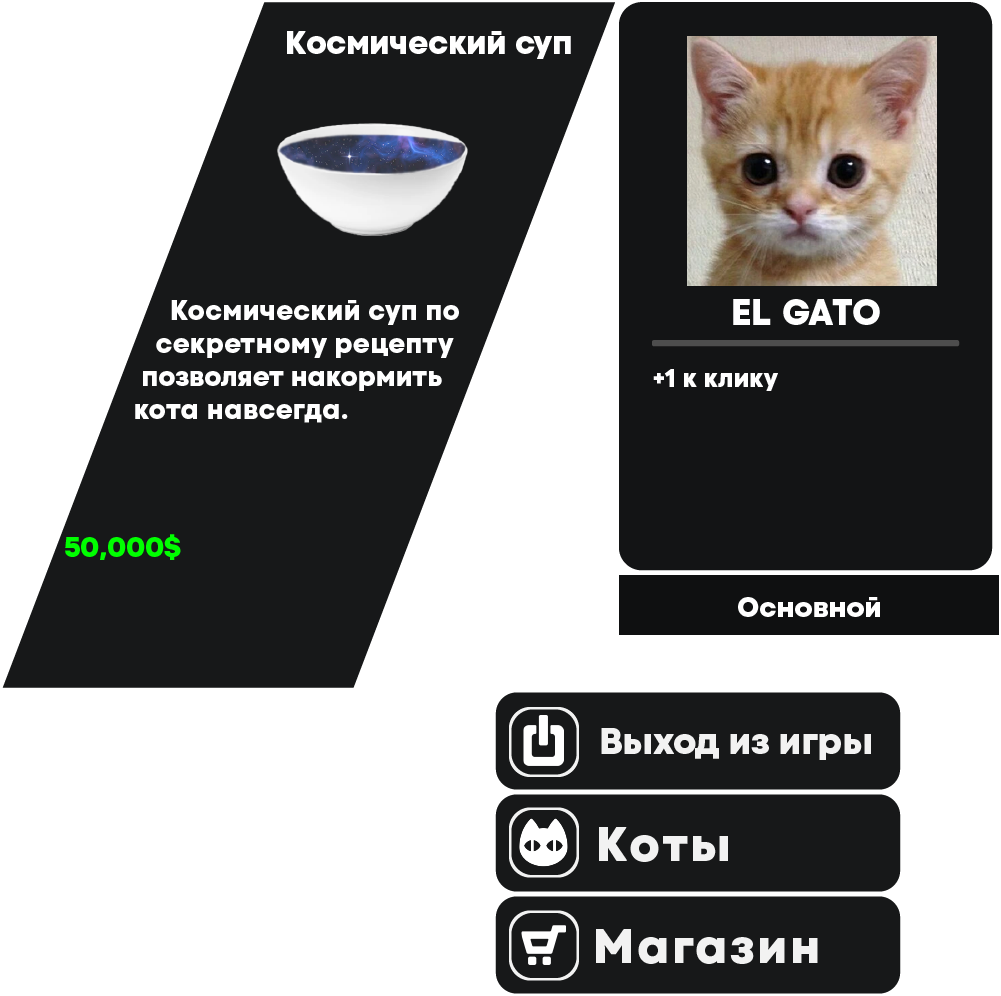 Космический суп
Космический суп по
секретному рецепту
позволяет накормить
кота навсегда.
50,000$
EL GATO
+1 к клику
Основной
Выход из игры
Коты
Магазин